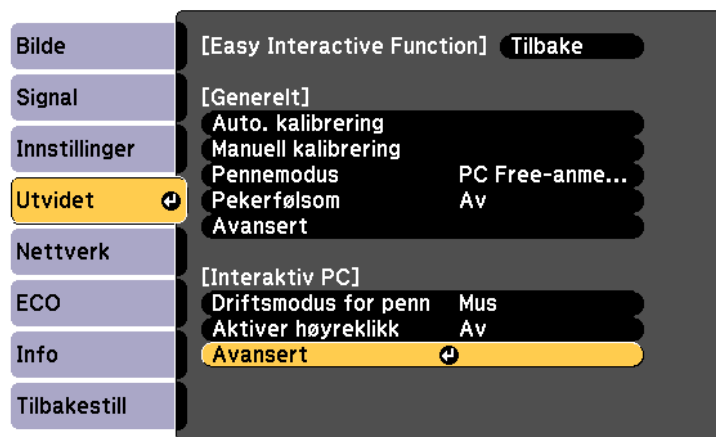 Bilde
Signal
Innstillinger
Utvidet
Nettverk
ECO
Info
Tilbakestill
[Easy Interactive Function] Tilbake
[Generelt]
Auto. kalibrering
Manuell kalibrering
Pennemodus PC Free-anme...
Pekerfølsom Av
Avansert
[Interaktiv PC]
Driftsmodus for penn Mus
Aktiver høyreklikk Av
Avansert